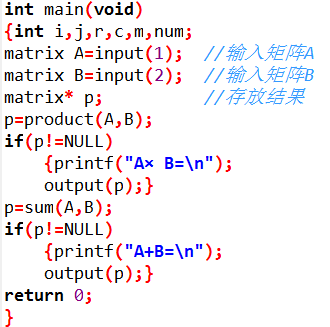 int main(void)
{int i,j,r,c,m,num;
matrix A=input(1);  //输入矩阵A
matrix B=input(2);  //输入矩阵B
matrix* p;          //存放结果
p=product(A,B);
if(p!=NULL)
    {printf("A× B=\n");
    output(p);}
p=sum(A,B);
if(p!=NULL)
    {printf("A+B=\n");
    output(p);}
return 0;
}